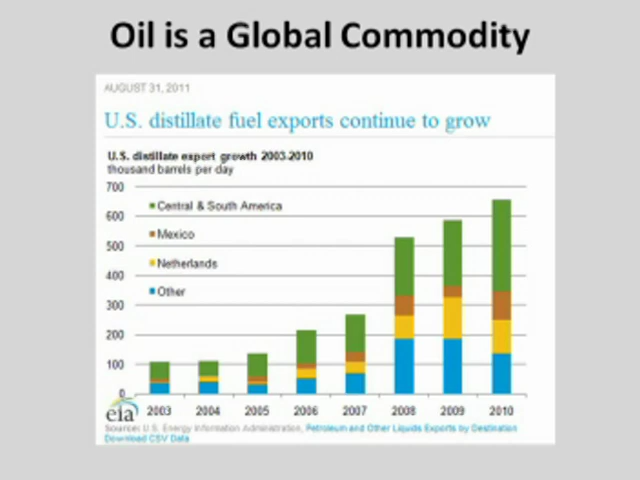 Oil is a Global Commodity
AUGUST 31, 2011
U.S. distillate fuel exports continue to grow
U.S. distillate export growth 2003-2010
thousand barrels per day
700
600
500
400
300
200
100
0
Central & South America
Mexico
Netherlands
Other
2003 2004 2005 2006 2007 2008 2009 2010
eia
Source: U.S. Energy Information Administration, Petroleum and Other Liquids Exports by Destination
Download CSV Data